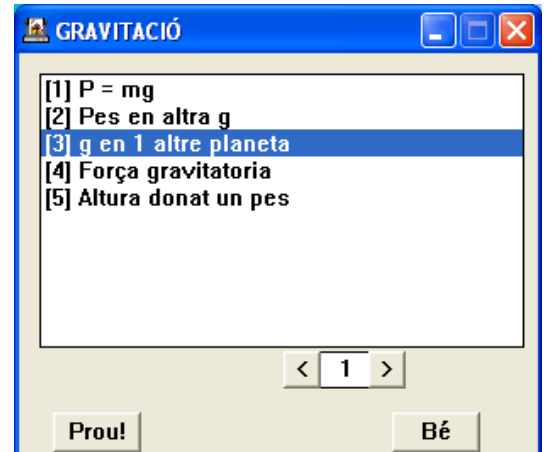 GRAVITACIÓ
[1] P = mg
[2] Pes en altra g
[3] g en 1 altre planeta
[4] Força gravitatoria
[5] Altura donat un pes
< 1 >
Prou! Bé